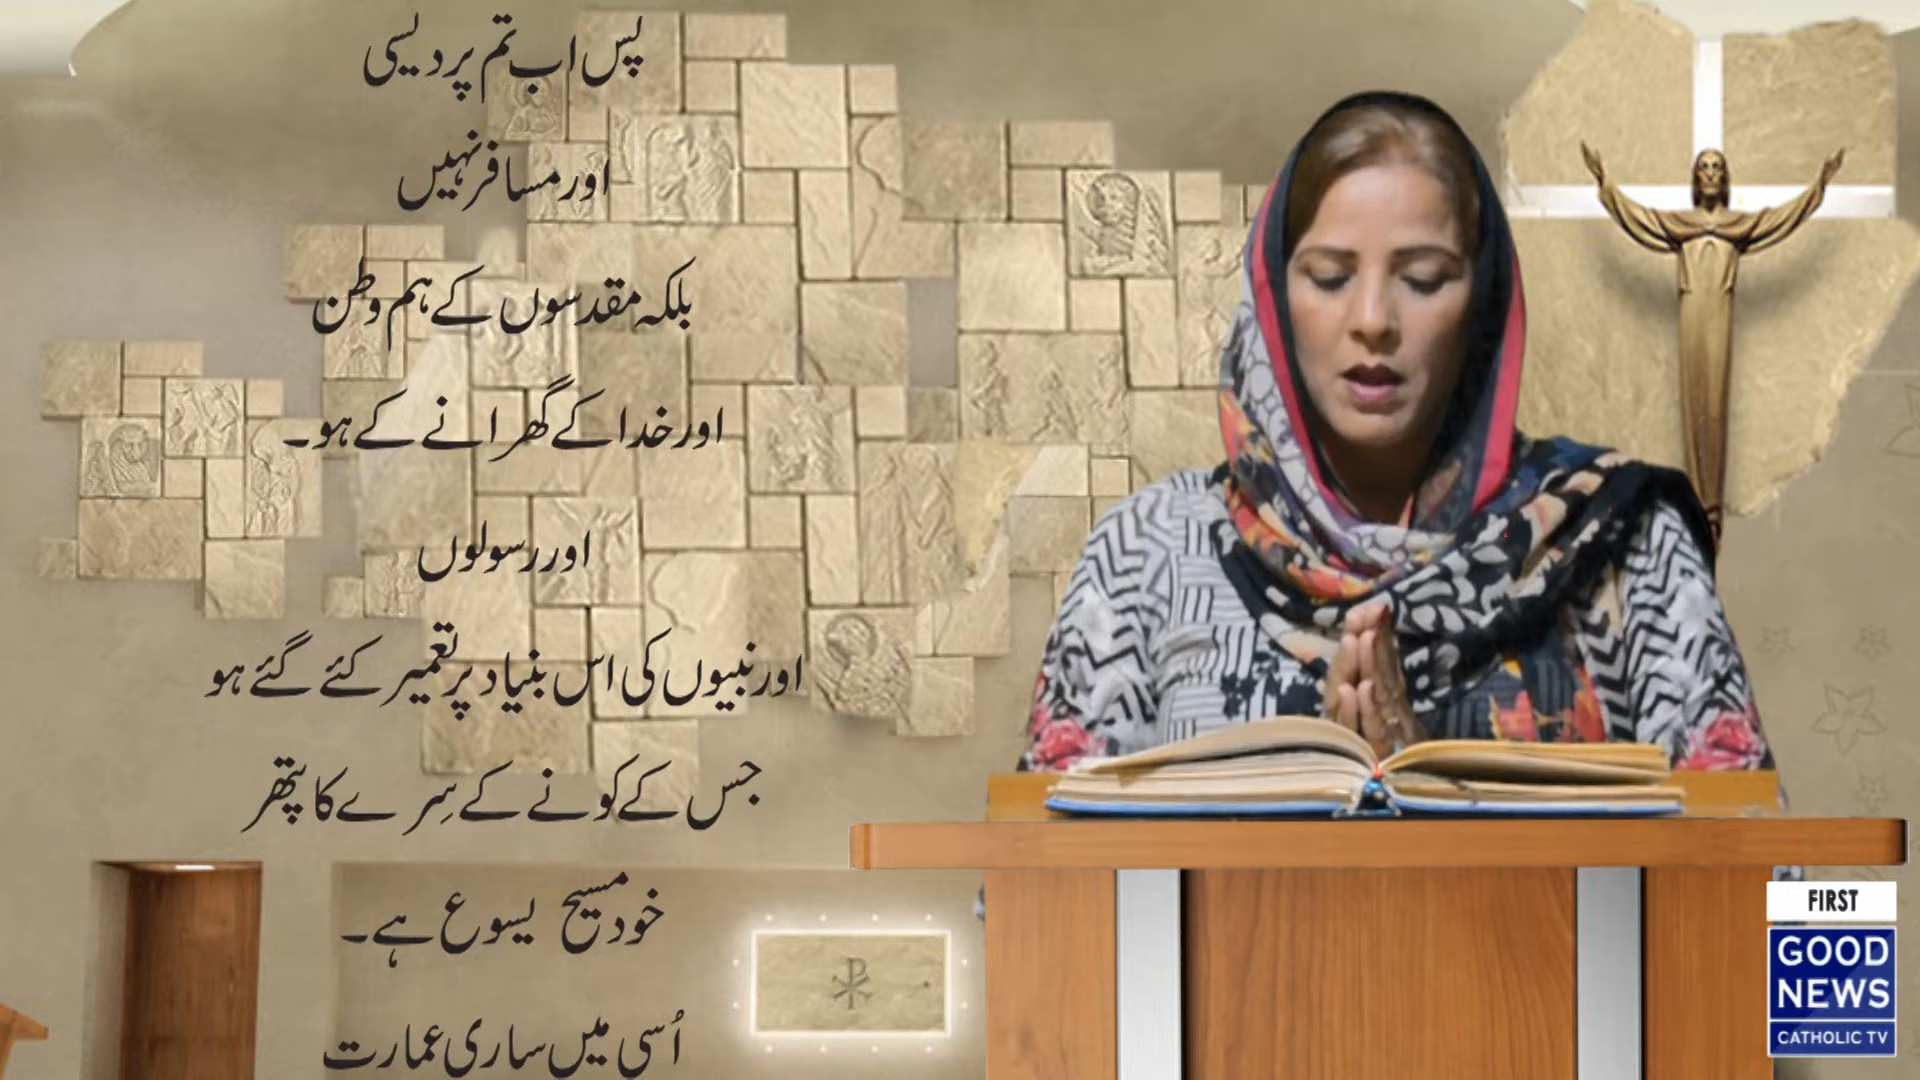 پس اب تم پردیسی
اور مسافر نہیں
بلکہ مقدسوں کے ہم وطن
اور خدا کے گھرانے کے ہو۔
اور رسولوں
اور نبیوں کی اس بنیاد پر تعمیر کئے گئے ہو
جس کے کونے کے سِرے کا پتھر
خود مسیح یسوع ہے۔
اُسی میں ساری عمارت
FIRST
GOOD
NEWS
CATHOLIC TV